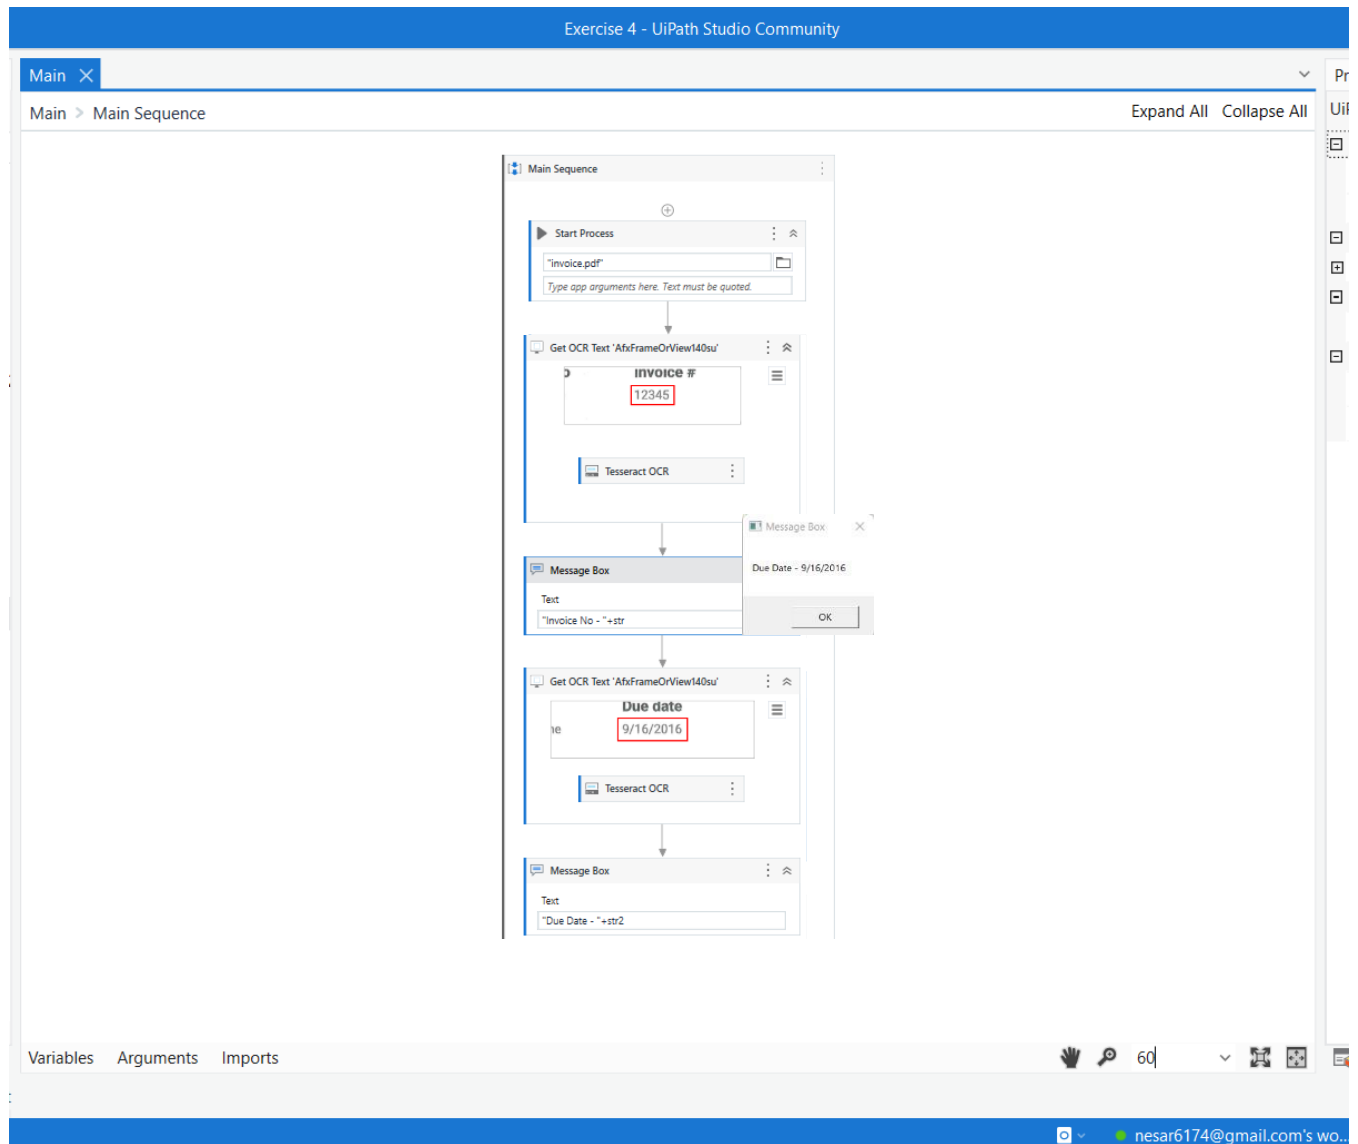 Exercise 4 - UiPath Studio Community
Main
Pr
Main > Main Sequence
Expand All Collapse All
Main Sequence
Start Process
"invoice.pdf"
Type app arguments here. Text must be quoted.
Get OCR Text 'AfxFrameOrView140su'
Invoice #
12345
Tesseract OCR
Message Box
Due Date - 9/16/2016
OK
Message Box
Text
"Invoice No - "+str
Get OCR Text 'AfxFrameOrView140su'
Due date
9/16/2016
Tesseract OCR
Message Box
Text
"Due Date - "+str2
Variables Arguments Imports
60
nesar6174@gmail.com's wo...